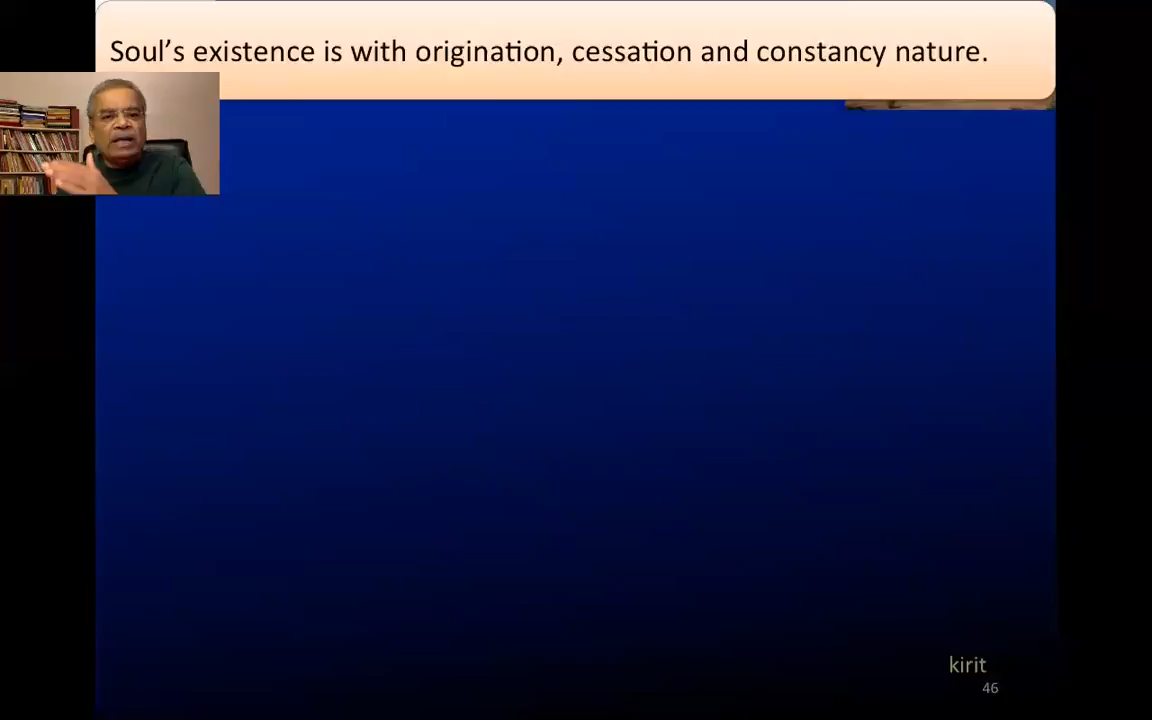 Soul’s existence is with origination, cessation and constancy nature.
kirit
46